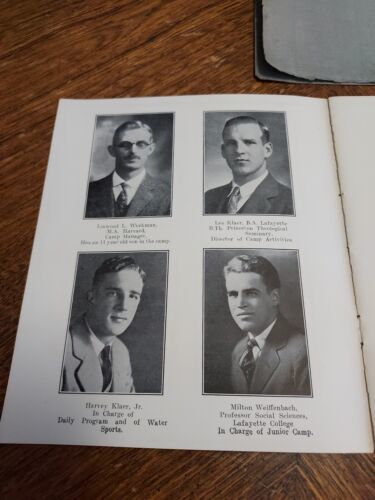 Linwood L. Workman,
M.A. Harvard,
Camp Manager.
Has an 11 year old son in the camp.
Leo Klaer, B.A. Lafayette
B.Th. Princeton Theological
Seminary.
Director of Camp Activities
Harvey Klaer, Jr.
In Charge of
Daily Program and of Water
Sports.
Milton Weiffenbach,
Professor Social Sciences,
Lafayette College
In Charge of Junior Camp.